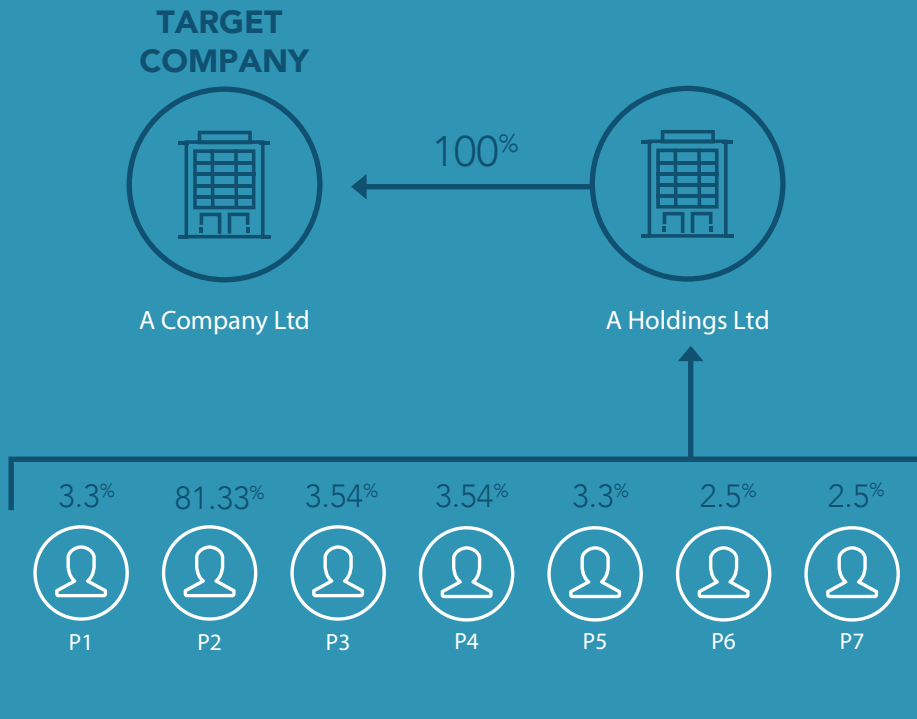 TARGET
COMPANY
100%
A Company Ltd
A Holdings Ltd
3.3%
81.33%
3.54%
3.54%
3.3%
2.5%
2.5%
P1
P2
P3
P4
P5
P6
P7